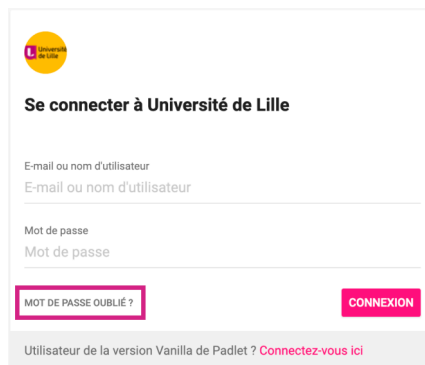 Université
de Lille
Se connecter à Université de Lille
E-mail ou nom d'utilisateur
E-mail ou nom d'utilisateur
Mot de passe
Mot de passe
MOT DE PASSE OUBLIÉ ?
CONNEXION
Utilisateur de la version Vanilla de Padlet ? Connectez-vous ici